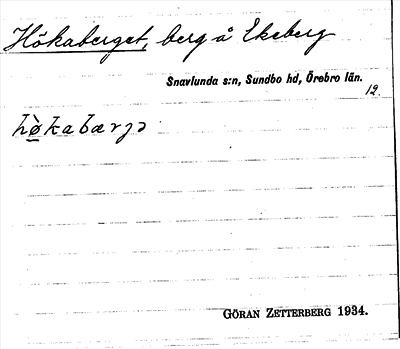 Hökaberget, berg å Ekeberg
Snavlunda s:n, Sundbo hd, Örebro län.
12.
hø̀kabærjə
GÖRAN ZETTERBERG 1934.